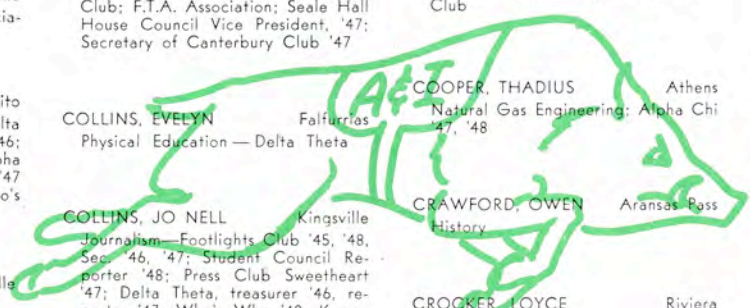 Club; F.T.A. Association; Seale Hall
House Council Vice President, '47;
Secretary of Canterbury Club '47
COLLINS, EVELYN Falfurrias
Physical Education — Delta Theta
COLLINS, JO NELL Kingsville
Journalism—Footlights Club '45, '48,
Sec. '46, '47; Student Council Re-
porter '48; Press Club Sweetheart
'47; Delta Theta, treasurer '46, re-
Club
A&I
COOPER, THADIUS Athens
Natural Gas Engineering; Alpha Chi
'47, '48
CRAWFORD, OWEN Aransas Pass
History
CROCKER, LOYCE Riviera